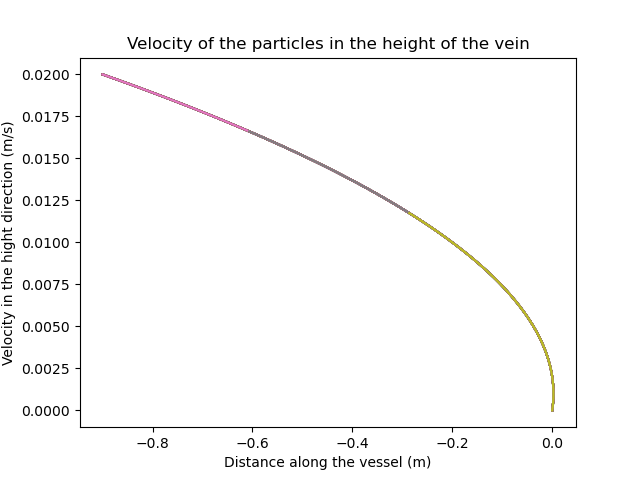 Velocity of the particles in the height of the vein
Velocity in the hight direction (m/s)
0.0200
0.0175
0.0150
0.0125
0.0100
0.0075
0.0050
0.0025
0.0000
−0.8 −0.6 −0.4 −0.2 0.0
Distance along the vessel (m)